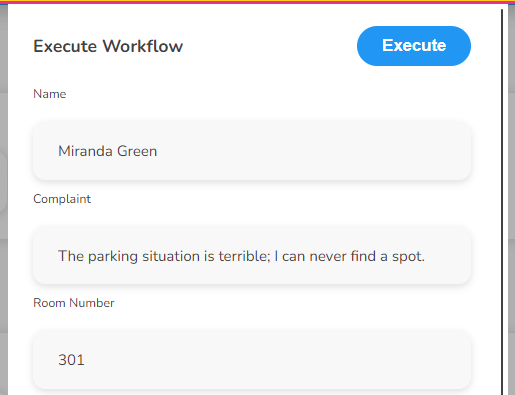 Execute Workflow
Execute
Name
Miranda Green
Complaint
The parking situation is terrible; I can never find a spot.
Room Number
301